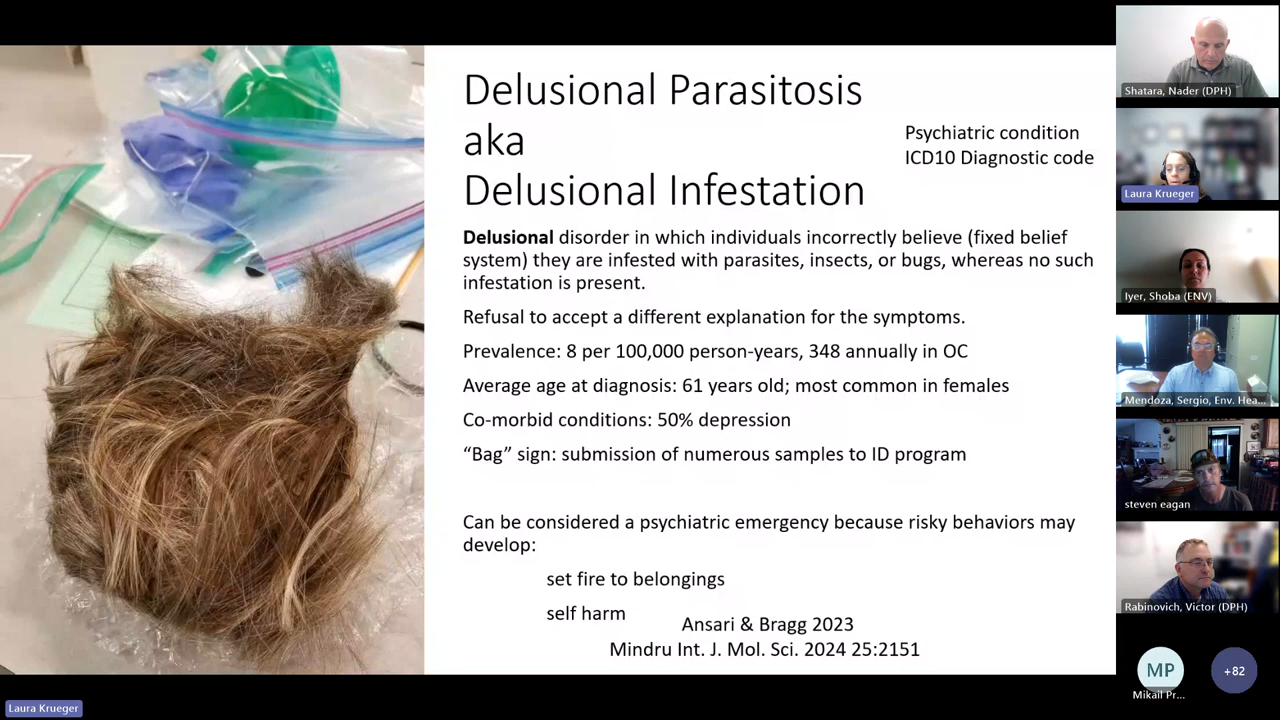 Delusional Parasitosis
aka
Delusional Infestation
Psychiatric condition
ICD10 Diagnostic code
Delusional disorder in which individuals incorrectly believe (fixed belief
system) they are infested with parasites, insects, or bugs, whereas no such
infestation is present.
Refusal to accept a different explanation for the symptoms.
Prevalence: 8 per 100,000 person-years, 348 annually in OC
Average age at diagnosis: 61 years old; most common in females
Co-morbid conditions: 50% depression
“Bag” sign: submission of numerous samples to ID program
Can be considered a psychiatric emergency because risky behaviors may
develop:
set fire to belongings
self harm
Ansari & Bragg 2023
Mindru Int. J. Mol. Sci. 2024 25:2151
Shatara, Nader (DPH)
Laura Krueger
Iyer, Shoba (ENV)
Mendoza, Sergio, Env. Hea...
steven eagan
Rabinovich, Victor (DPH)
MP
Mikail Pr...
+82
Laura Krueger